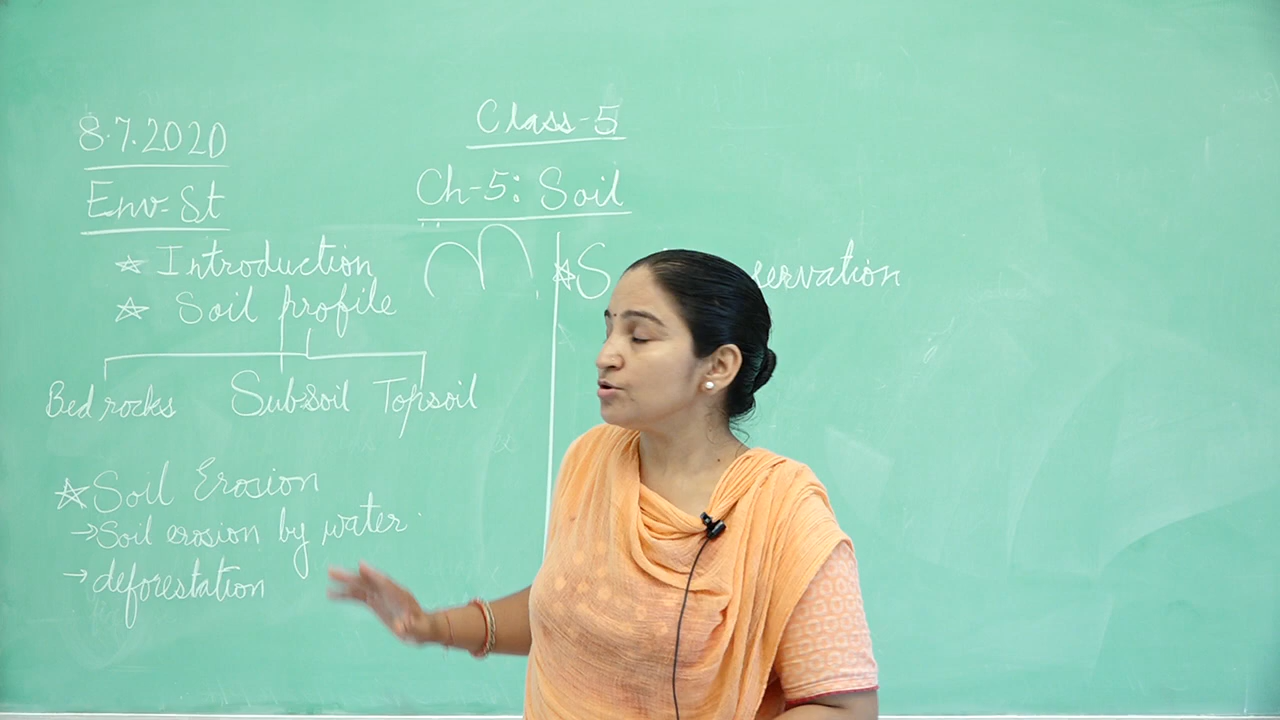 8.7.2020
Env. St
Class-5
Ch-5: Soil
☆ Introduction
☆ Soil profile
Bed rocks Subsoil Topsoil
☆ Soil Erosion
→ Soil erosion by water
→ deforestation
☆ S servation